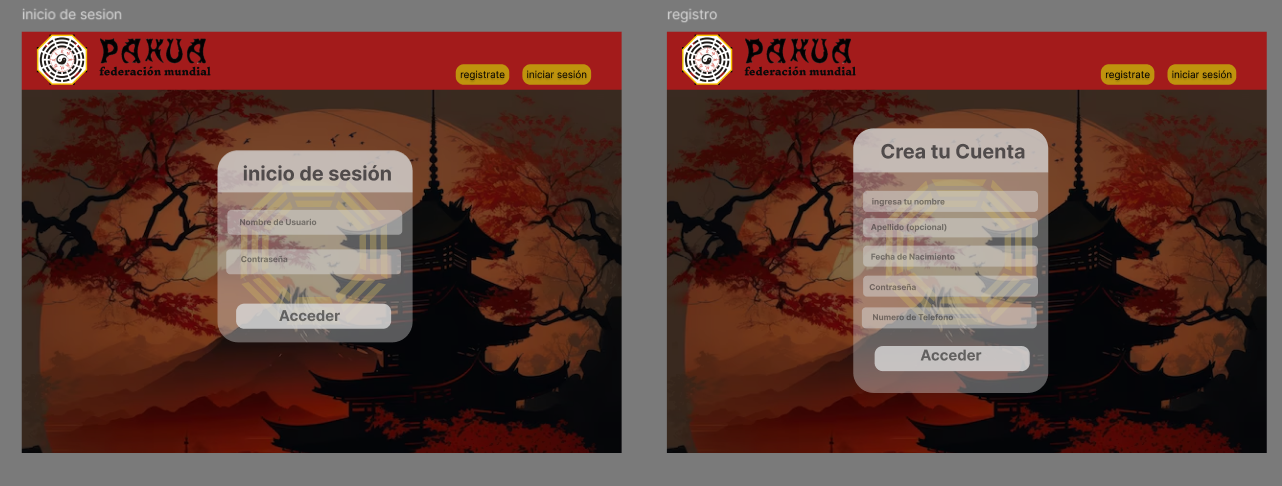 inicio de sesion
PAHUA
federación mundial
registrate
iniciar sesión
inicio de sesión
Nombre de Usuario
Contraseña
Acceder
registro
PAHUA
federación mundial
registrate
iniciar sesión
Crea tu Cuenta
ingresa tu nombre
Apellido (opcional)
Fecha de Nacimiento
Contraseña
Numero de Telefono
Acceder